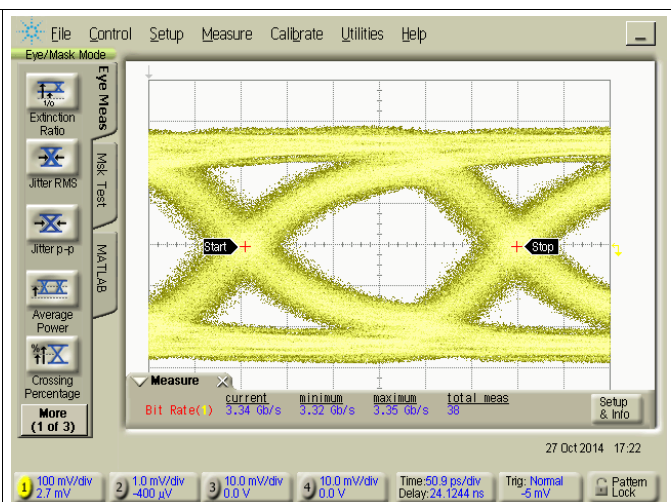 File Control Setup Measure Calibrate Utilities Help
Eye/Mask Mode
Extinction
Ratio
Jitter RMS
Jitter p-p
Average
Power
Crossing
Percentage
More
(1 of 3)
Eye Meas
Msk Test
MATLAB
Start
Stop
Measure
current minimum maximum total meas
Bit Rate(1) 3.34 Gb/s 3.32 Gb/s 3.35 Gb/s 38
Setup
& Info
27 Oct 2014 17:22
1 100 mV/div
2.7 mV
2 1.0 mV/div
-400 µV
3 10.0 mV/div
0.0 V
4 10.0 mV/div
0.0 V
Time:50.9 ps/div
Delay:24.1244 ns
Trig: Normal
-5 mV
Pattern
Lock